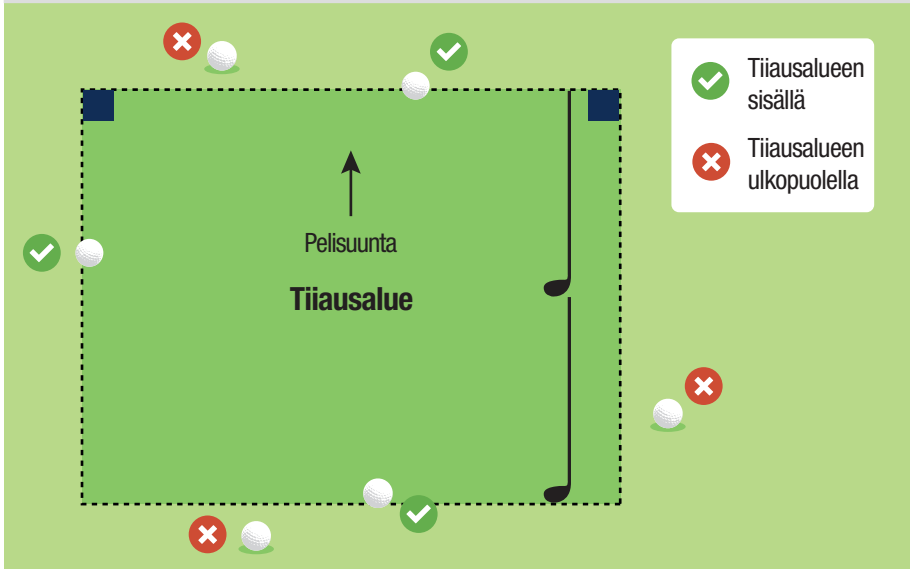 Tiiausalueen
sisällä
Tiiausalueen
ulkopuolella
Pelisuunta
Tiiausalue